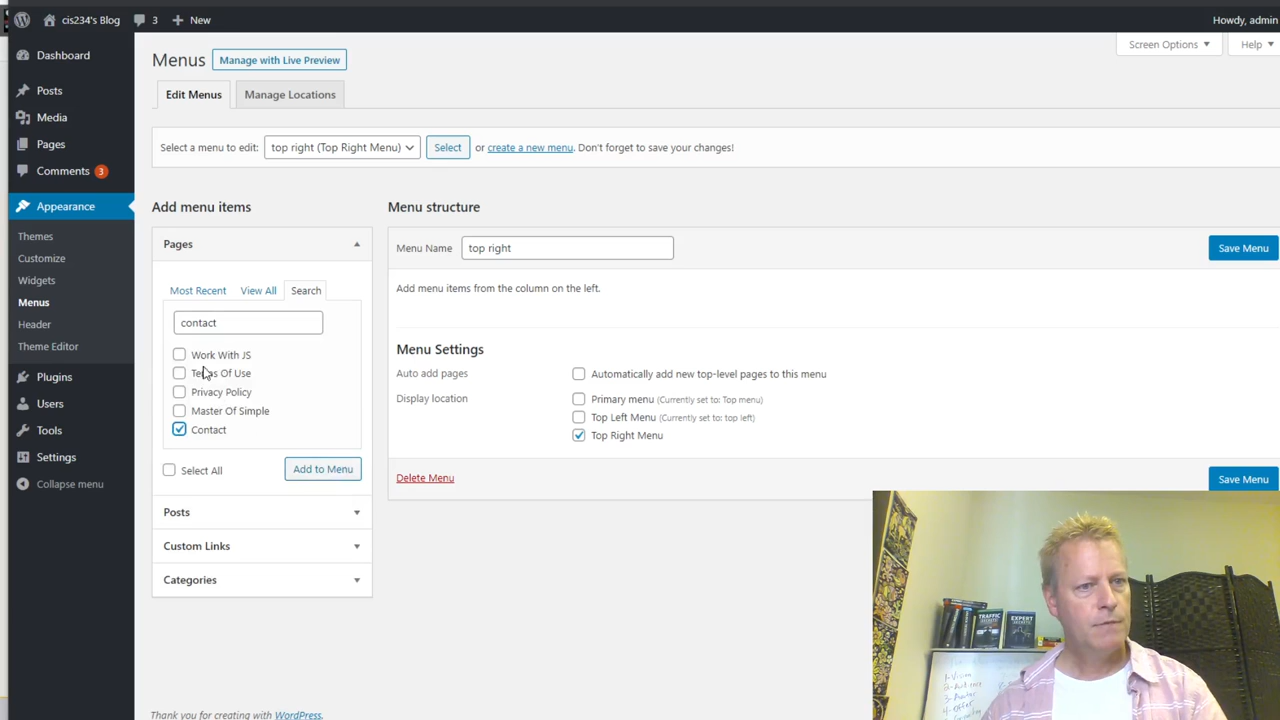 cis234's Blog 3 New Howdy, admin
Dashboard
Posts
Media
Pages
Comments 3
Appearance
Themes
Customize
Widgets
Menus
Header
Theme Editor
Plugins
Users
Tools
Settings
Collapse menu
Screen Options Help
Menus Manage with Live Preview
Edit Menus Manage Locations
Select a menu to edit: top right (Top Right Menu) Select or create a new menu. Don't forget to save your changes!
Add menu items
Pages
Most Recent View All Search
contact
Work With JS
Terms Of Use
Privacy Policy
Master Of Simple
Contact
Select All Add to Menu
Posts
Custom Links
Categories
Menu structure
Menu Name top right Save Menu
Add menu items from the column on the left.
Menu Settings
Auto add pages Automatically add new top-level pages to this menu
Display location Primary menu (Currently set to: Top menu)
Top Left Menu (Currently set to: top left)
Top Right Menu
Delete Menu Save Menu
Thank you for creating with WordPress.
TRAFFIC
SECRETS
EXPERT
SECRETS
1-Vision